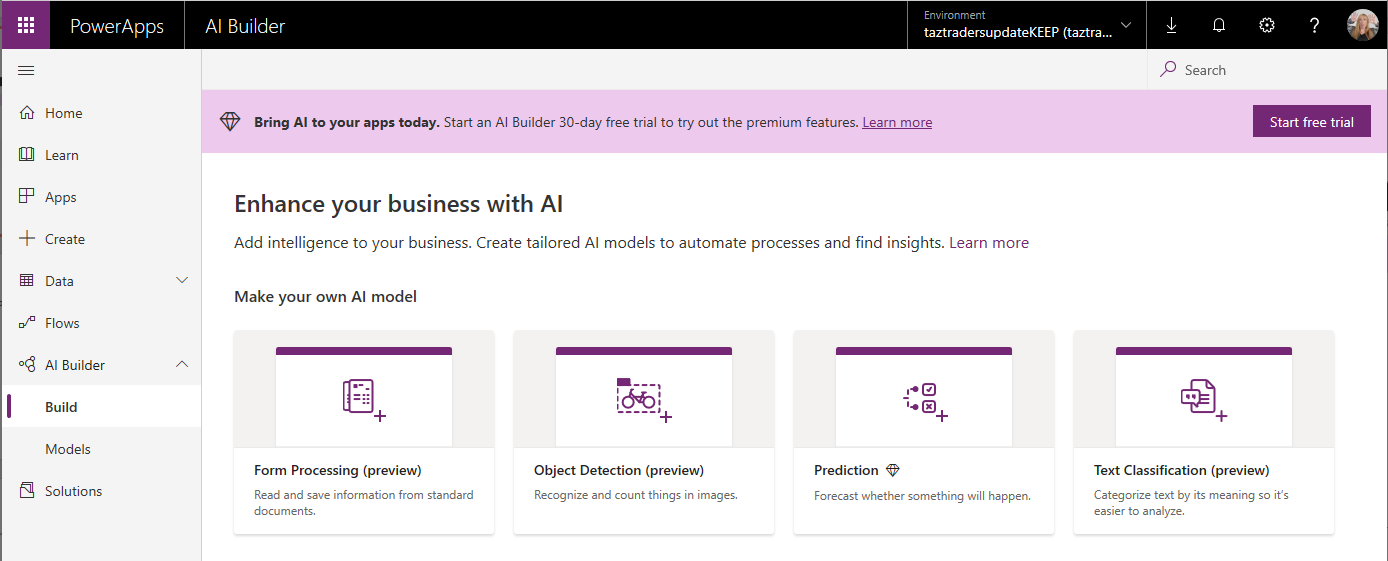 PowerApps
AI Builder
Environment
taztradersupdateKEEP (taztra...
?
Search
Home
Learn
Apps
Create
Data
Flows
AI Builder
Build
Models
Solutions
Bring AI to your apps today. Start an AI Builder 30-day free trial to try out the premium features. Learn more
Start free trial
Enhance your business with AI
Add intelligence to your business. Create tailored AI models to automate processes and find insights. Learn more
Make your own AI model
Form Processing (preview)
Read and save information from standard
documents.
Object Detection (preview)
Recognize and count things in images.
Prediction
Forecast whether something will happen.
Text Classification (preview)
Categorize text by its meaning so it's
easier to analyze.